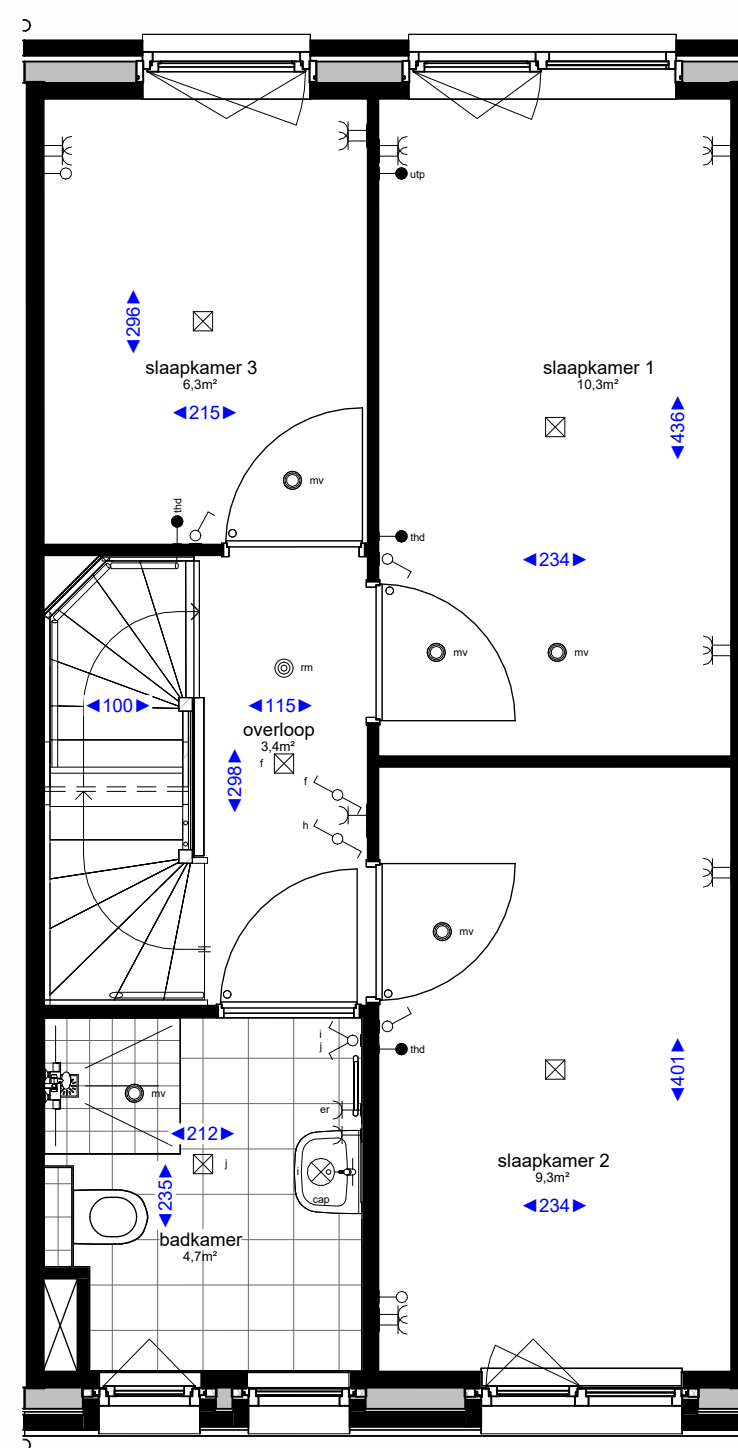 utp
296
slaapkamer 3
6,3m²
215
slaapkamer 1
10,3m²
436
mv
thd
thd
234
mv
mv
rm
100
115
overloop
3,4m²
f
298
f
h
mv
i
j
thd
mv
er
401
212
j
235
i
cap
slaapkamer 2
9,3m²
234
badkamer
4,7m²